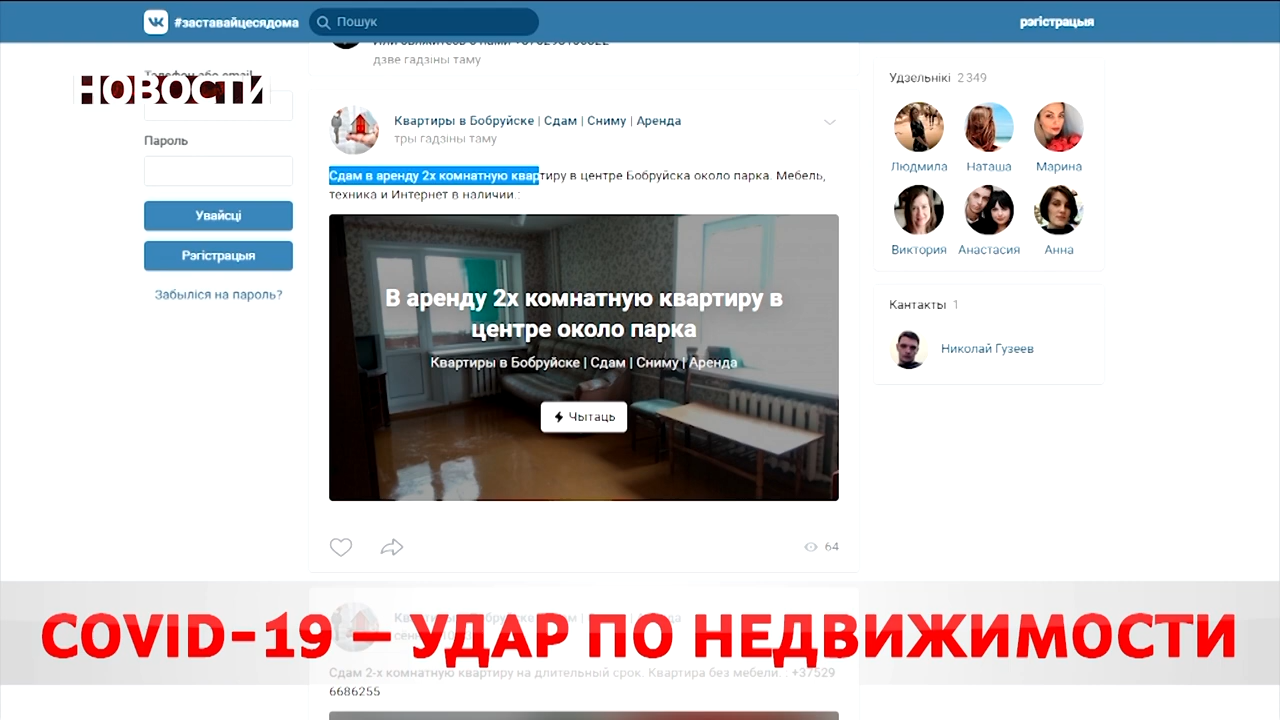 #заставайцесядома
Пошук
рэгістрацыя
дзве гадзіны таму
НОВОСТИ
Пароль
Увайсці
Рэгістрацыя
Забыліся на пароль?
Квартиры в Бобруйске | Сдам | Сниму | Аренда
тры гадзіны таму
Сдам в аренду 2х комнатную квартиру в центре Бобруйска около парка. Мебель,
техника и Интернет в наличии.:
В аренду 2х комнатную квартиру в
центре около парка
Квартиры в Бобруйске | Сдам | Сниму | Аренда
Чытаць
64
Удзельнікі 2 349
Людмила Наташа Марина
Виктория Анастасия Анна
Кантакты 1
Николай Гузеев
COVID-19 — УДАР ПО НЕДВИЖИМОСТИ
Сдам 2-х комнатную квартиру на длительный срок. Квартира без мебели. : +37529
6686255